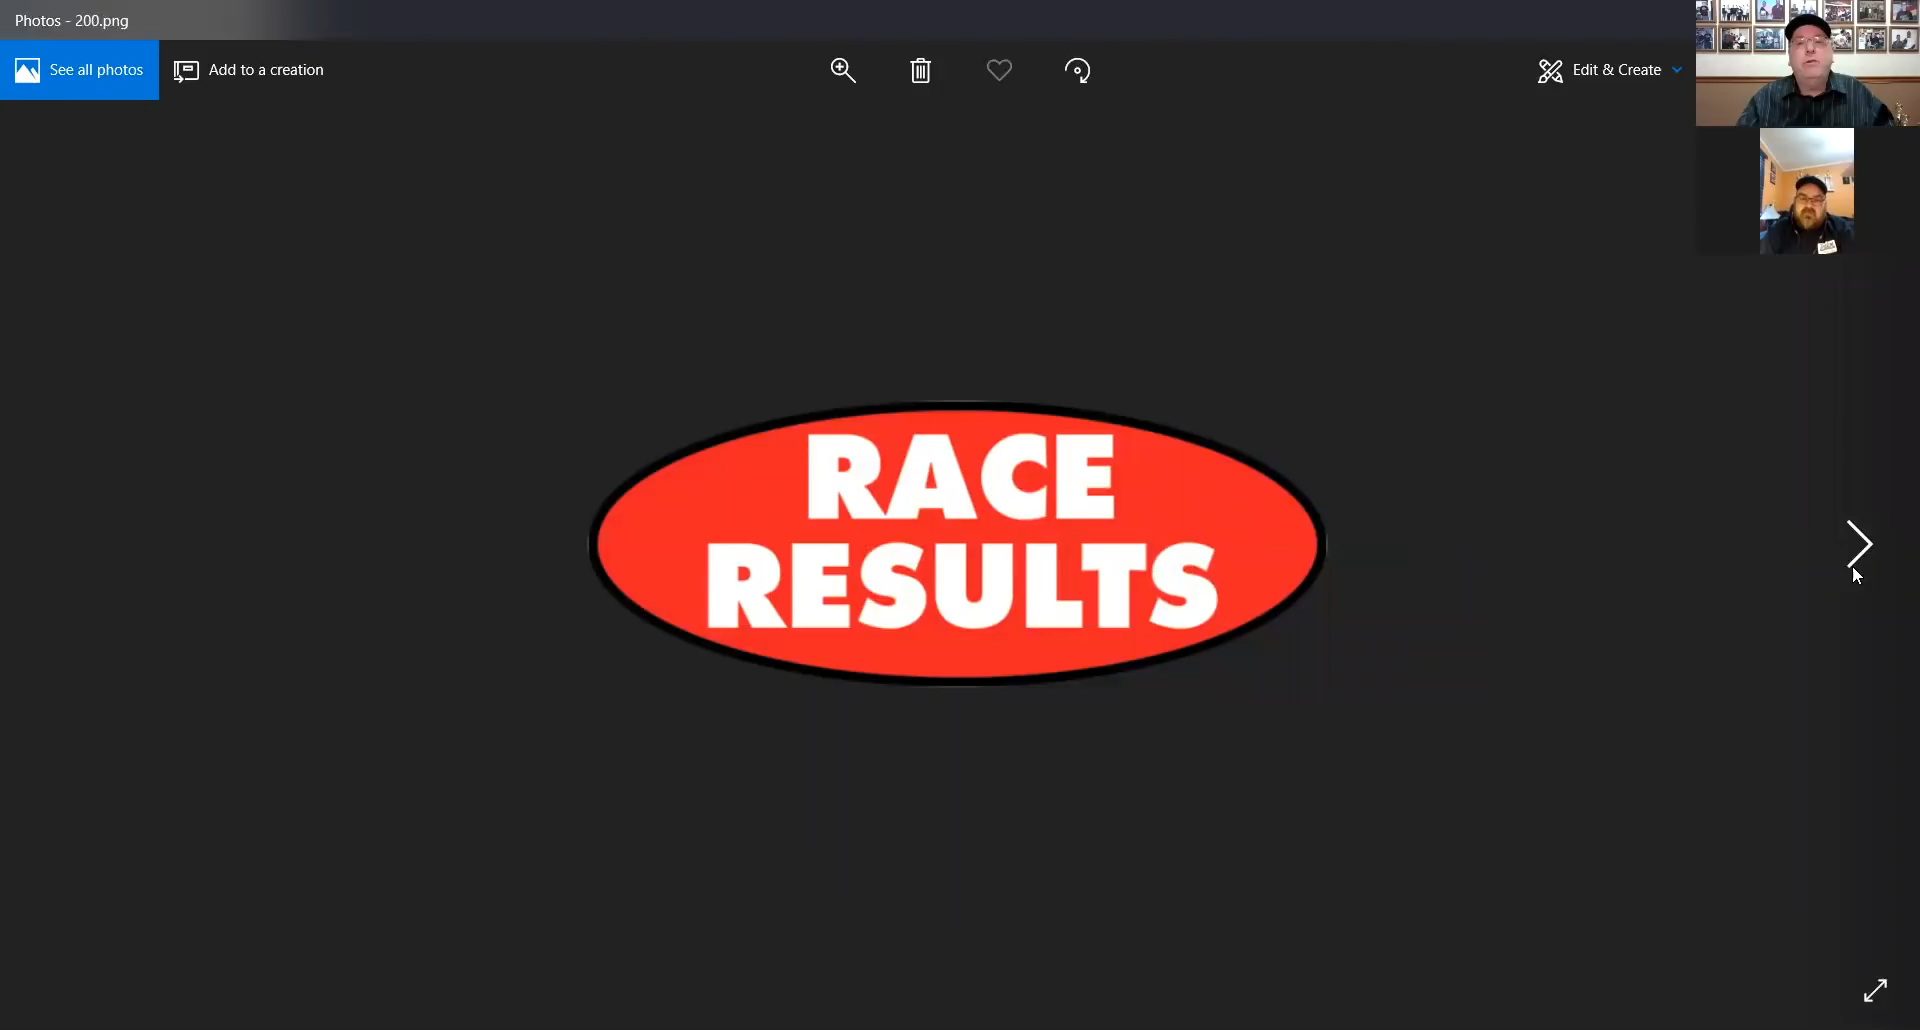 Photos - 200.png
See all photos
Add to a creation
Edit & Create
RACE
RESULTS